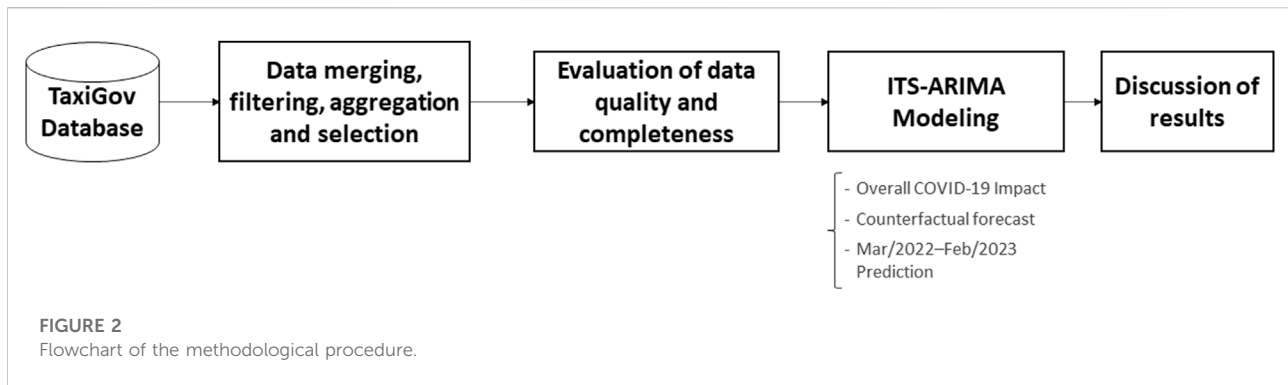 TaxiGov
Database
Data merging,
filtering, aggregation
and selection
Evaluation of data
quality and
completeness
ITS-ARIMA
Modeling
Discussion of
results
- Overall COVID-19 Impact
- Counterfactual forecast
- Mar/2022–Feb/2023
Prediction
FIGURE 2
Flowchart of the methodological procedure.